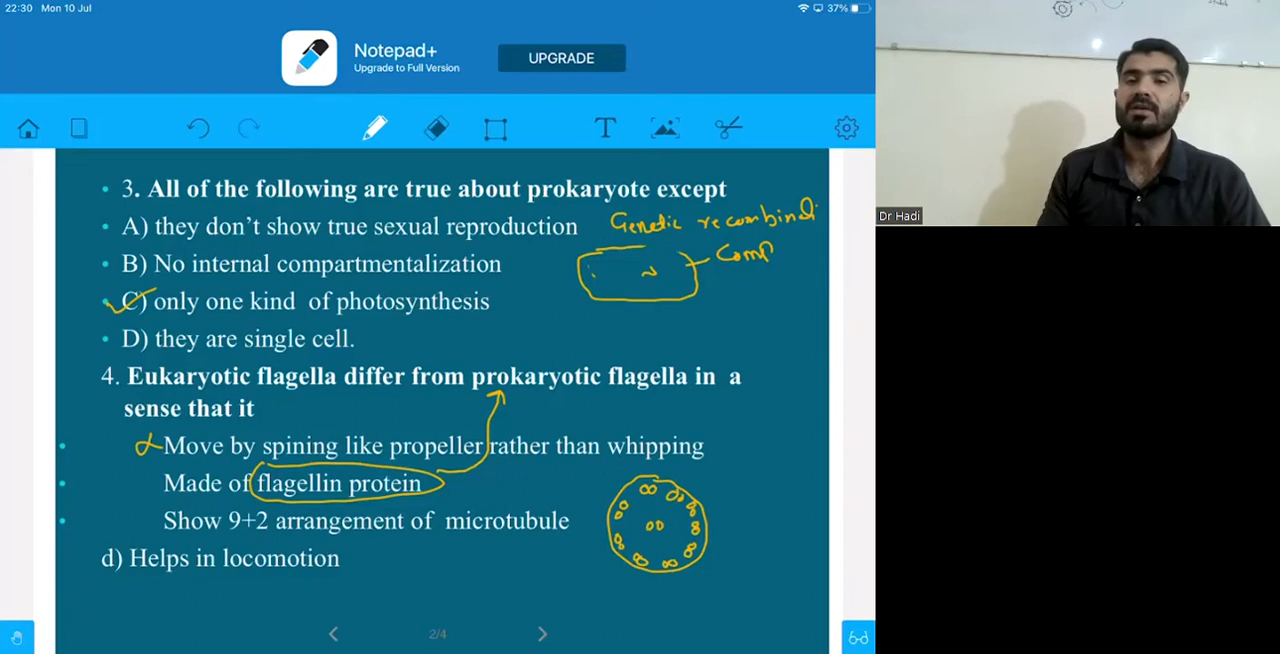 22:30 Mon 10 Jul
37%
Notepad+
Upgrade to Full Version
UPGRADE
T
3. All of the following are true about prokaryote except
A) they don't show true sexual reproduction
Genetic recombinati
B) No internal compartmentalization
Comp
C) only one kind of photosynthesis
D) they are single cell.
4. Eukaryotic flagella differ from prokaryotic flagella in a
sense that it
Move by spining like propeller rather than whipping
Made of flagellin protein
Show 9+2 arrangement of microtubule
d) Helps in locomotion
2/4
Dr Hadi